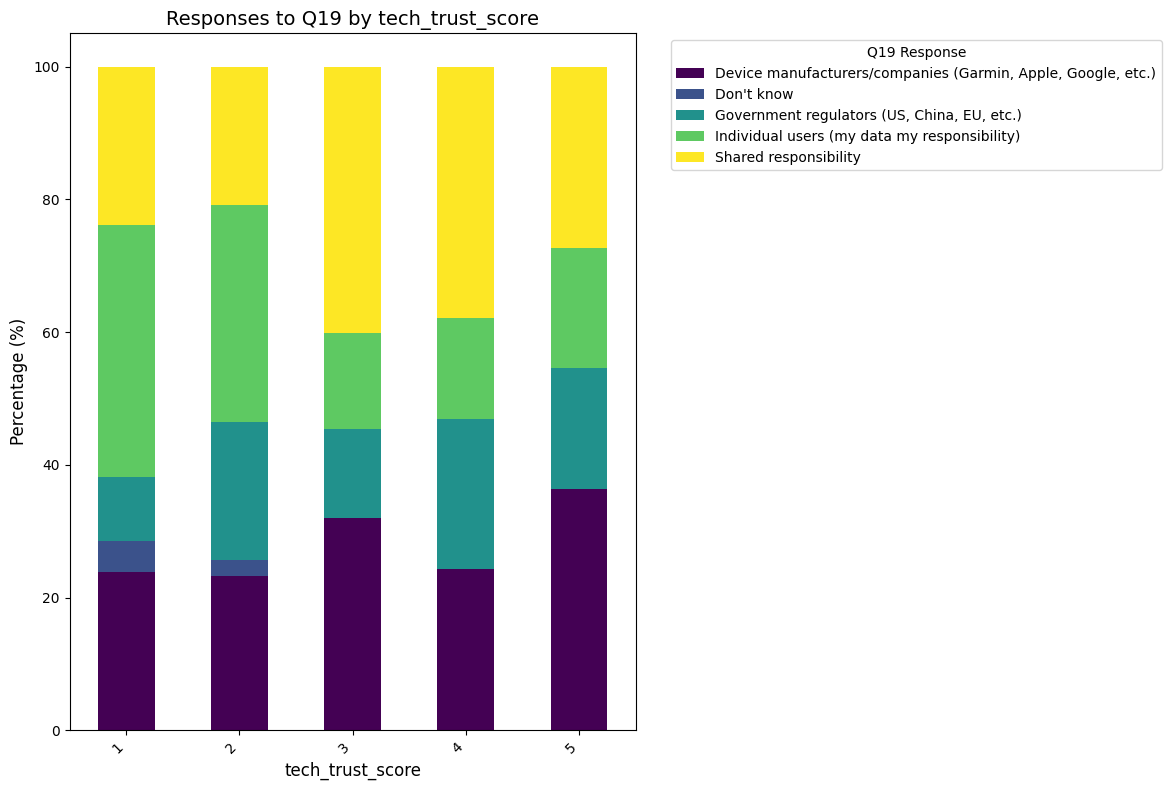 Responses to Q19 by tech_trust_score
Q19 Response
Device manufacturers/companies (Garmin, Apple, Google, etc.)
Don't know
Government regulators (US, China, EU, etc.)
Individual users (my data my responsibility)
Shared responsibility
Percentage (%)
100
80
60
40
20
0
1
2
3
4
5
tech_trust_score